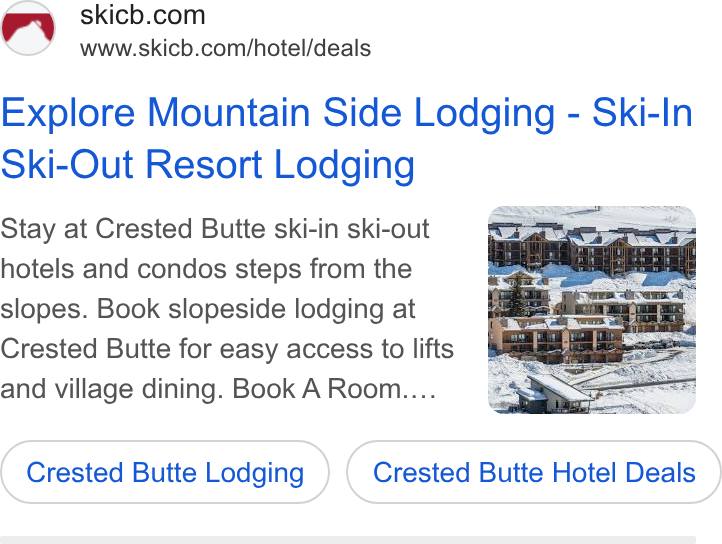 skicb.com
www.skicb.com/hotel/deals
Explore Mountain Side Lodging - Ski-In
Ski-Out Resort Lodging
Stay at Crested Butte ski-in ski-out
hotels and condos steps from the
slopes. Book slopeside lodging at
Crested Butte for easy access to lifts
and village dining. Book A Room.…
Crested Butte Lodging
Crested Butte Hotel Deals